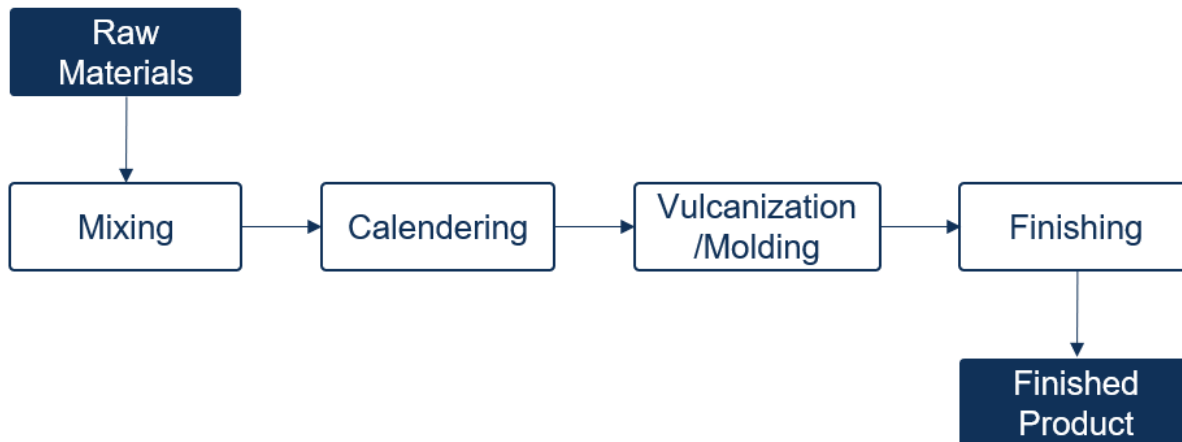 Raw
Materials
Mixing
Calendering
Vulcanization
/Molding
Finishing
Finished
Product